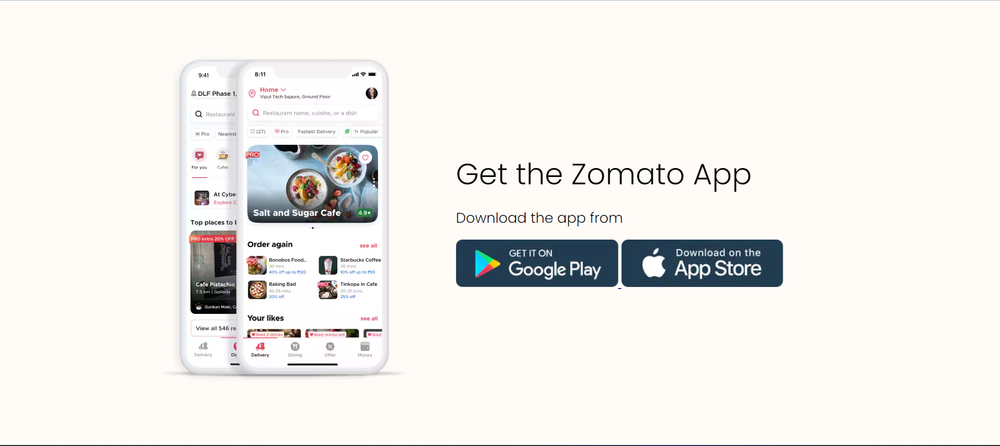 9:41
DLF Phase 1,
Restaurant
Pro
Nearest
For you
Cafes
At Cyber
Explore 12
Top places to
PRO extra 20% OFF
Cafe Pistachio
7.5 km | Galleria
Gunkan Maki,
View all 546 re
Delivery
8:11
Home
Vipul Tech Sqaure, Ground Floor
Restaurant name, cuisine, or a dish
(27)
Pro
Fastest Delivery
Popular
PRO
Salt and Sugar Cafe
4.9★
Order again
see all
PRO
Bonobos Food..
30 mins
40% off up to ₹120
Starbucks Coffee
30 mins
10% off up to ₹50
Baking Bad
30-35 mins
20% off
PRO
Tinkopa In Cafe
30-35 mins
25% off
Your likes
see all
liked 3 dishes
liked restaurant
liked
Delivery
Dining
Offer
Money
Get the Zomato App
Download the app from
GET IT ON
Google Play
Download on the
App Store